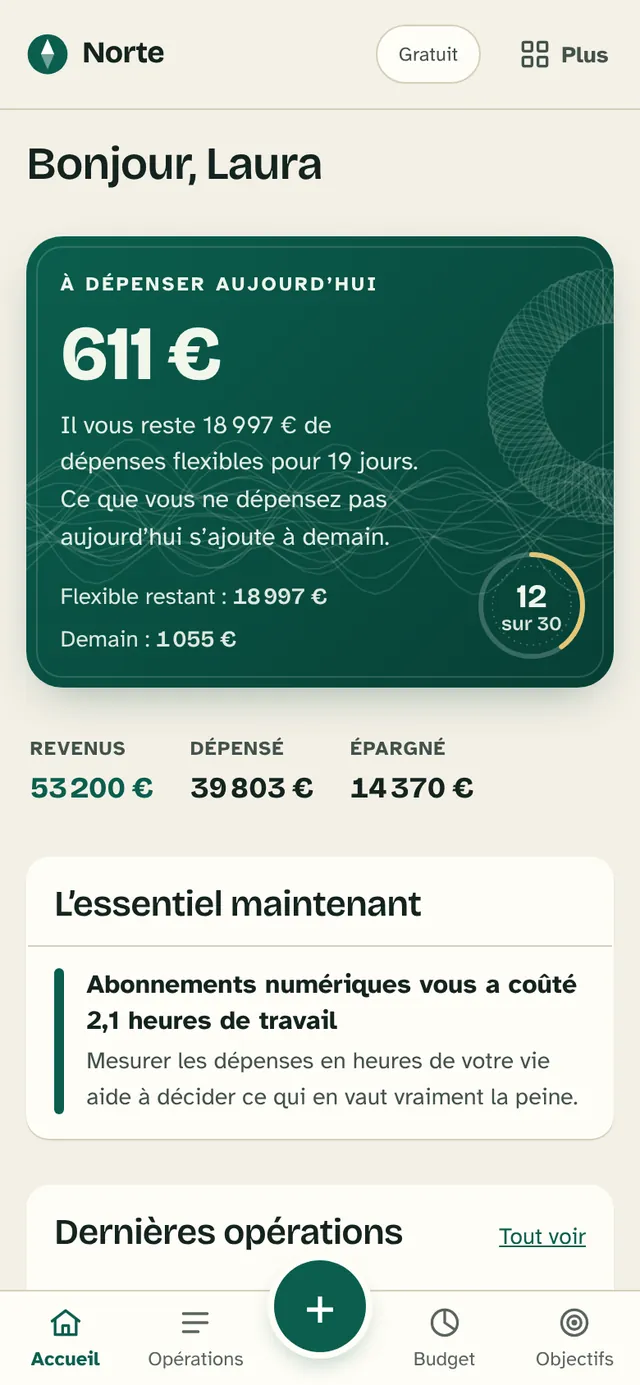 Norte
Gratuit
Plus
Bonjour, Laura
À DÉPENSER AUJOURD’HUI
611 €
Il vous reste 18 997 € de
dépenses flexibles pour 19 jours.
Ce que vous ne dépensez pas
aujourd’hui s’ajoute à demain.
Flexible restant : 18 997 €
Demain : 1 055 €
12
sur 30
REVENUS
53 200 €
DÉPENSÉ
39 803 €
ÉPARGNÉ
14 370 €
L’essentiel maintenant
Abonnements numériques vous a coûté
2,1 heures de travail
Mesurer les dépenses en heures de votre vie
aide à décider ce qui en vaut vraiment la peine.
Dernières opérations
Tout voir
+
Accueil
Opérations
Budget
Objectifs